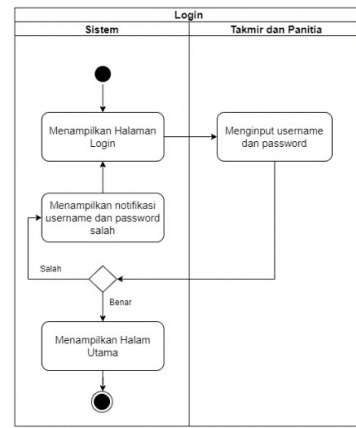 Login
Sistem
Takmir dan Panitia
Menampilkan Halaman
Login
Menginput username
dan password
Menampilkan notifikasi
username dan password
salah
Salah
Benar
Menampilkan Halam
Utama